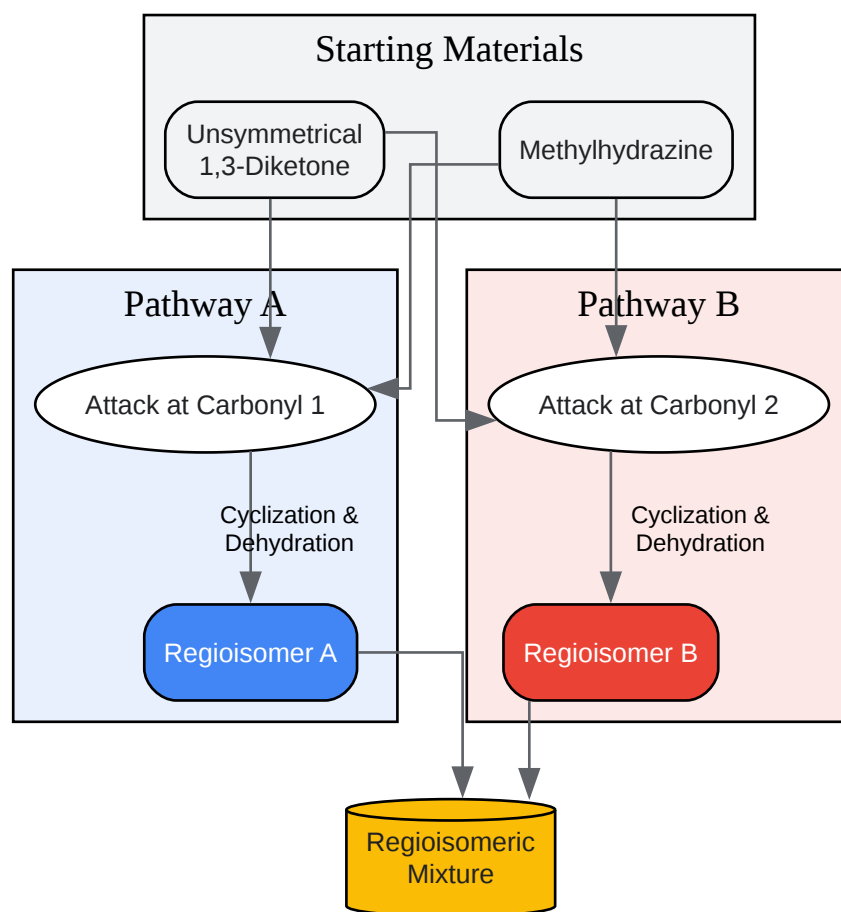 Starting Materials
Unsymmetrical
1,3-Diketone
Methylhydrazine
Pathway A
Pathway B
Attack at Carbonyl 1
Attack at Carbonyl 2
Cyclization &
Dehydration
Cyclization &
Dehydration
Regioisomer A
Regioisomer B
Regioisomeric
Mixture